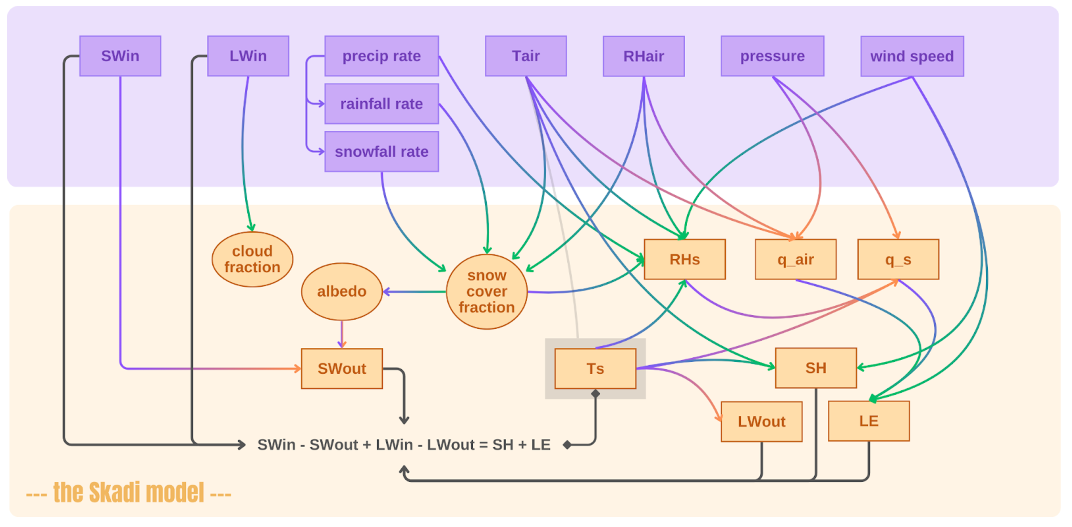 SWin
LWin
precip rate
Tair
RHair
pressure
wind speed
rainfall rate
snowfall rate
cloud
fraction
albedo
snow
cover
fraction
RHs
q_air
q_s
SWout
Ts
SH
LWout
LE
SWin - SWout + LWin - LWout = SH + LE
--- the Skadi model ---